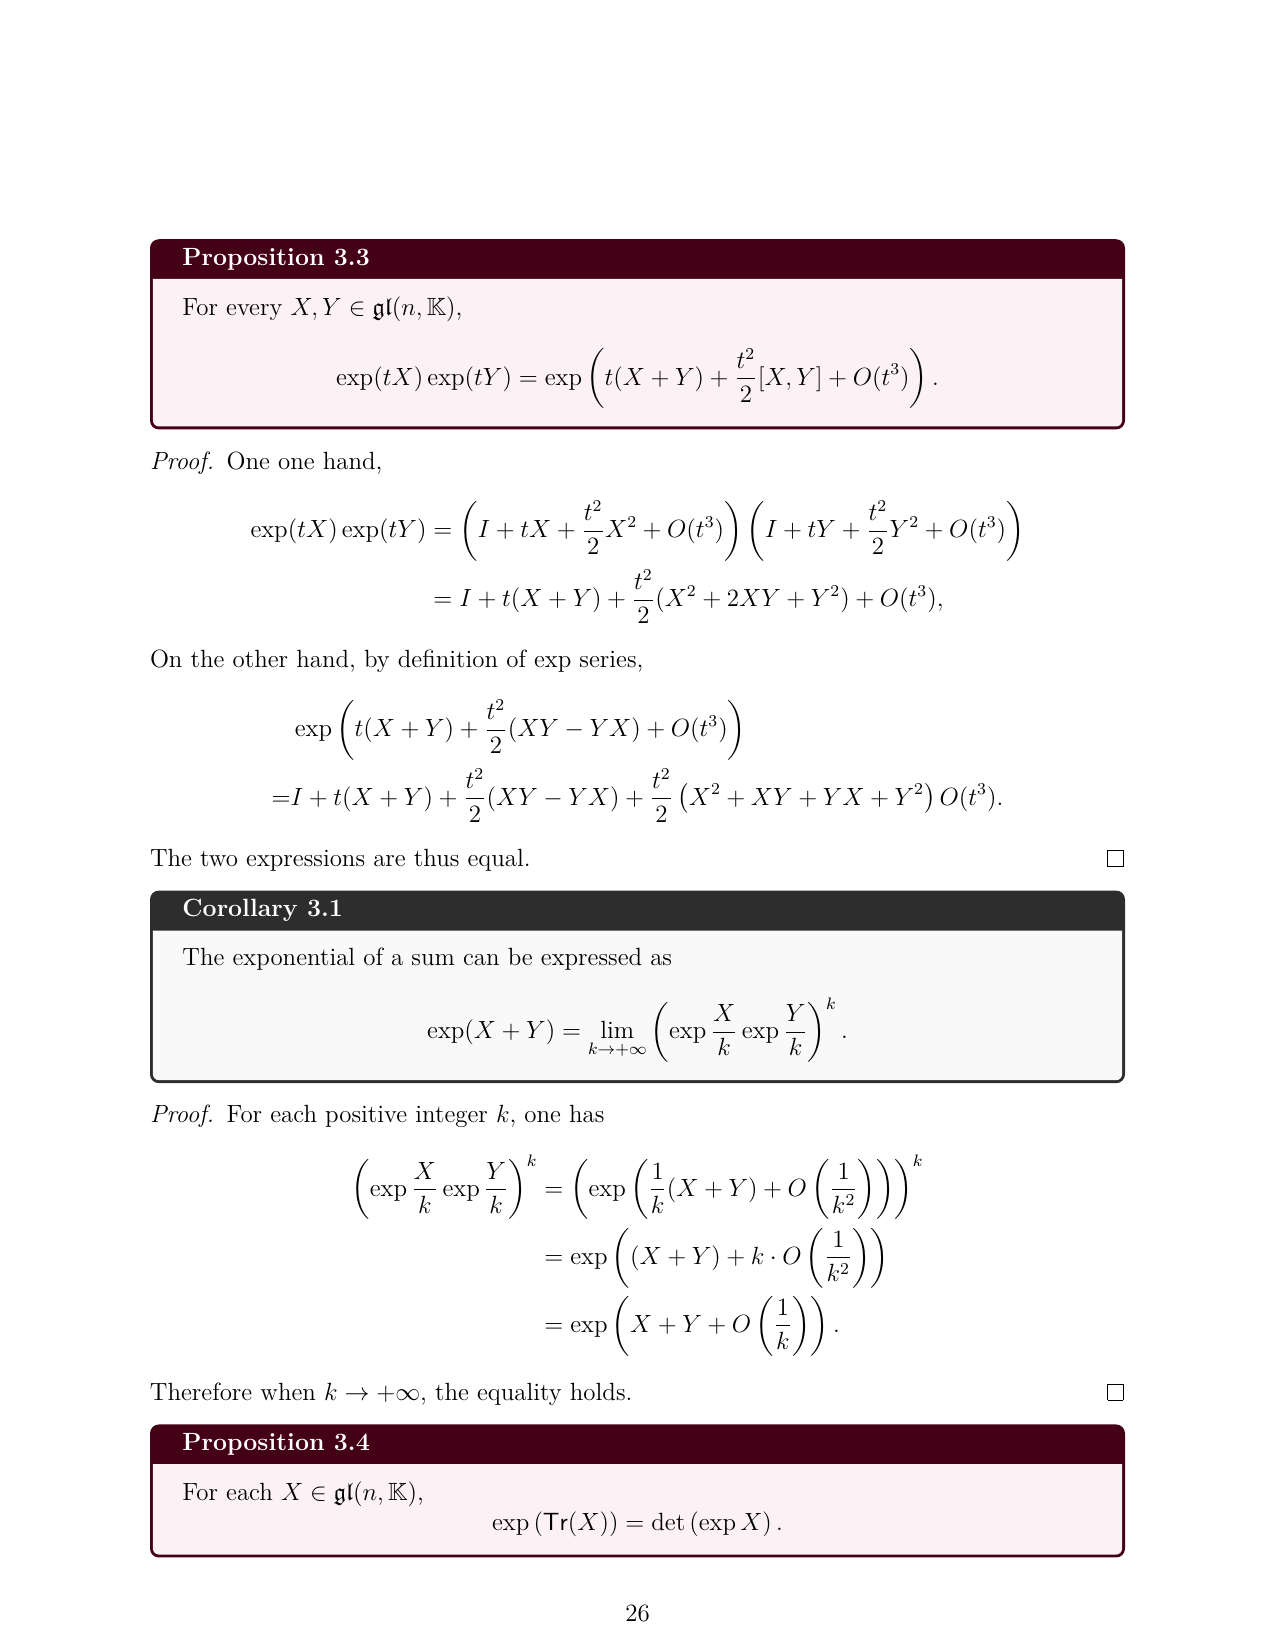 Proposition 3.3
For every $X, Y \in \mathfrak{gl}(n, \mathbb{K})$,
$$\exp(tX)\exp(tY) = \exp\left(t(X+Y) + \frac{t^2}{2}[X,Y] + O(t^3)\right).$$
Proof. One one hand,
$$\exp(tX)\exp(tY) = \left(I + tX + \frac{t^2}{2}X^2 + O(t^3)\right)\left(I + tY + \frac{t^2}{2}Y^2 + O(t^3)\right)$$
$$= I + t(X+Y) + \frac{t^2}{2}(X^2 + 2XY + Y^2) + O(t^3),$$
On the other hand, by definition of exp series,
$$\exp\left(t(X+Y) + \frac{t^2}{2}(XY - YX) + O(t^3)\right)$$
$$= I + t(X+Y) + \frac{t^2}{2}(XY - YX) + \frac{t^2}{2}\left(X^2 + XY + YX + Y^2\right)O(t^3).$$
The two expressions are thus equal. □
Corollary 3.1
The exponential of a sum can be expressed as
$$\exp(X+Y) = \lim_{k\to+\infty}\left(\exp\frac{X}{k}\exp\frac{Y}{k}\right)^k.$$
Proof. For each positive integer $k$, one has
$$\left(\exp\frac{X}{k}\exp\frac{Y}{k}\right)^k = \left(\exp\left(\frac{1}{k}(X+Y) + O\left(\frac{1}{k^2}\right)\right)\right)^k$$
$$= \exp\left((X+Y) + k\cdot O\left(\frac{1}{k^2}\right)\right)$$
$$= \exp\left(X+Y+O\left(\frac{1}{k}\right)\right).$$
Therefore when $k \to +\infty$, the equality holds. □
Proposition 3.4
For each $X \in \mathfrak{gl}(n, \mathbb{K})$,
$$\exp(\mathsf{Tr}(X)) = \det(\exp X).$$
26